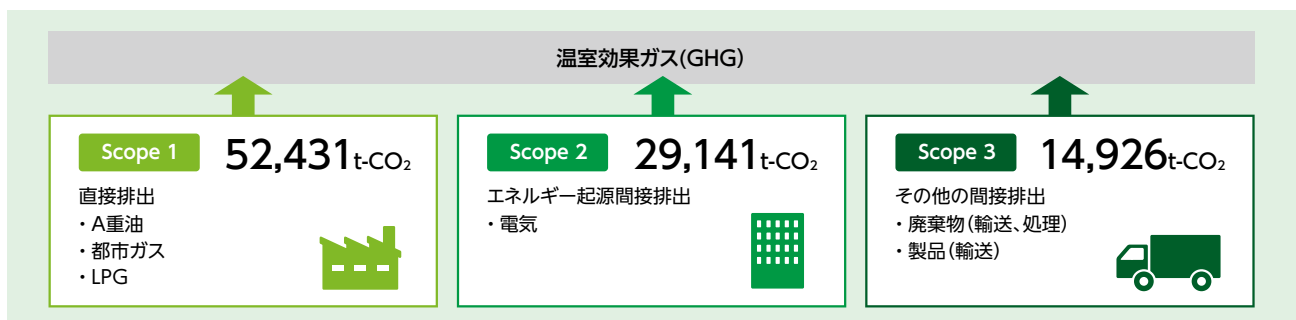 温室効果ガス(GHG)
Scope 1 52,431t-CO₂
直接排出
・A重油
・都市ガス
・LPG
Scope 2 29,141t-CO₂
エネルギー起源間接排出
・電気
Scope 3 14,926t-CO₂
その他の間接排出
・廃棄物(輸送、処理)
・製品(輸送)